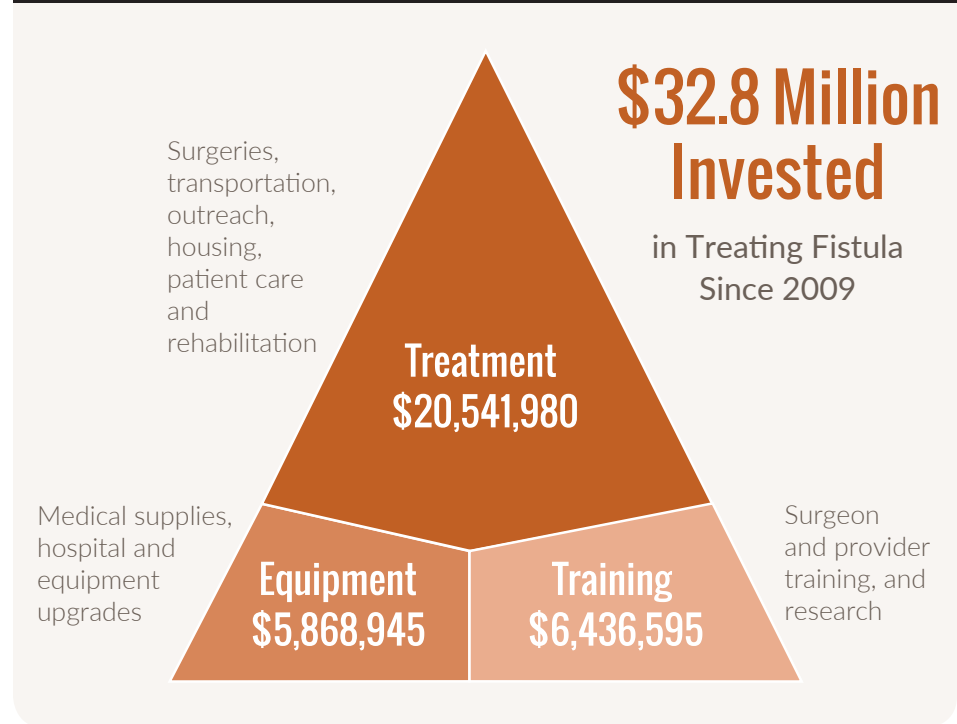 $32.8 Million
Invested
in Treating Fistula
Since 2009
Surgeries,
transportation,
outreach,
housing,
patient care
and
rehabilitation
Treatment
$20,541,980
Medical supplies,
hospital and
equipment
upgrades
Equipment
$5,868,945
Training
$6,436,595
Surgeon
and provider
training, and
research